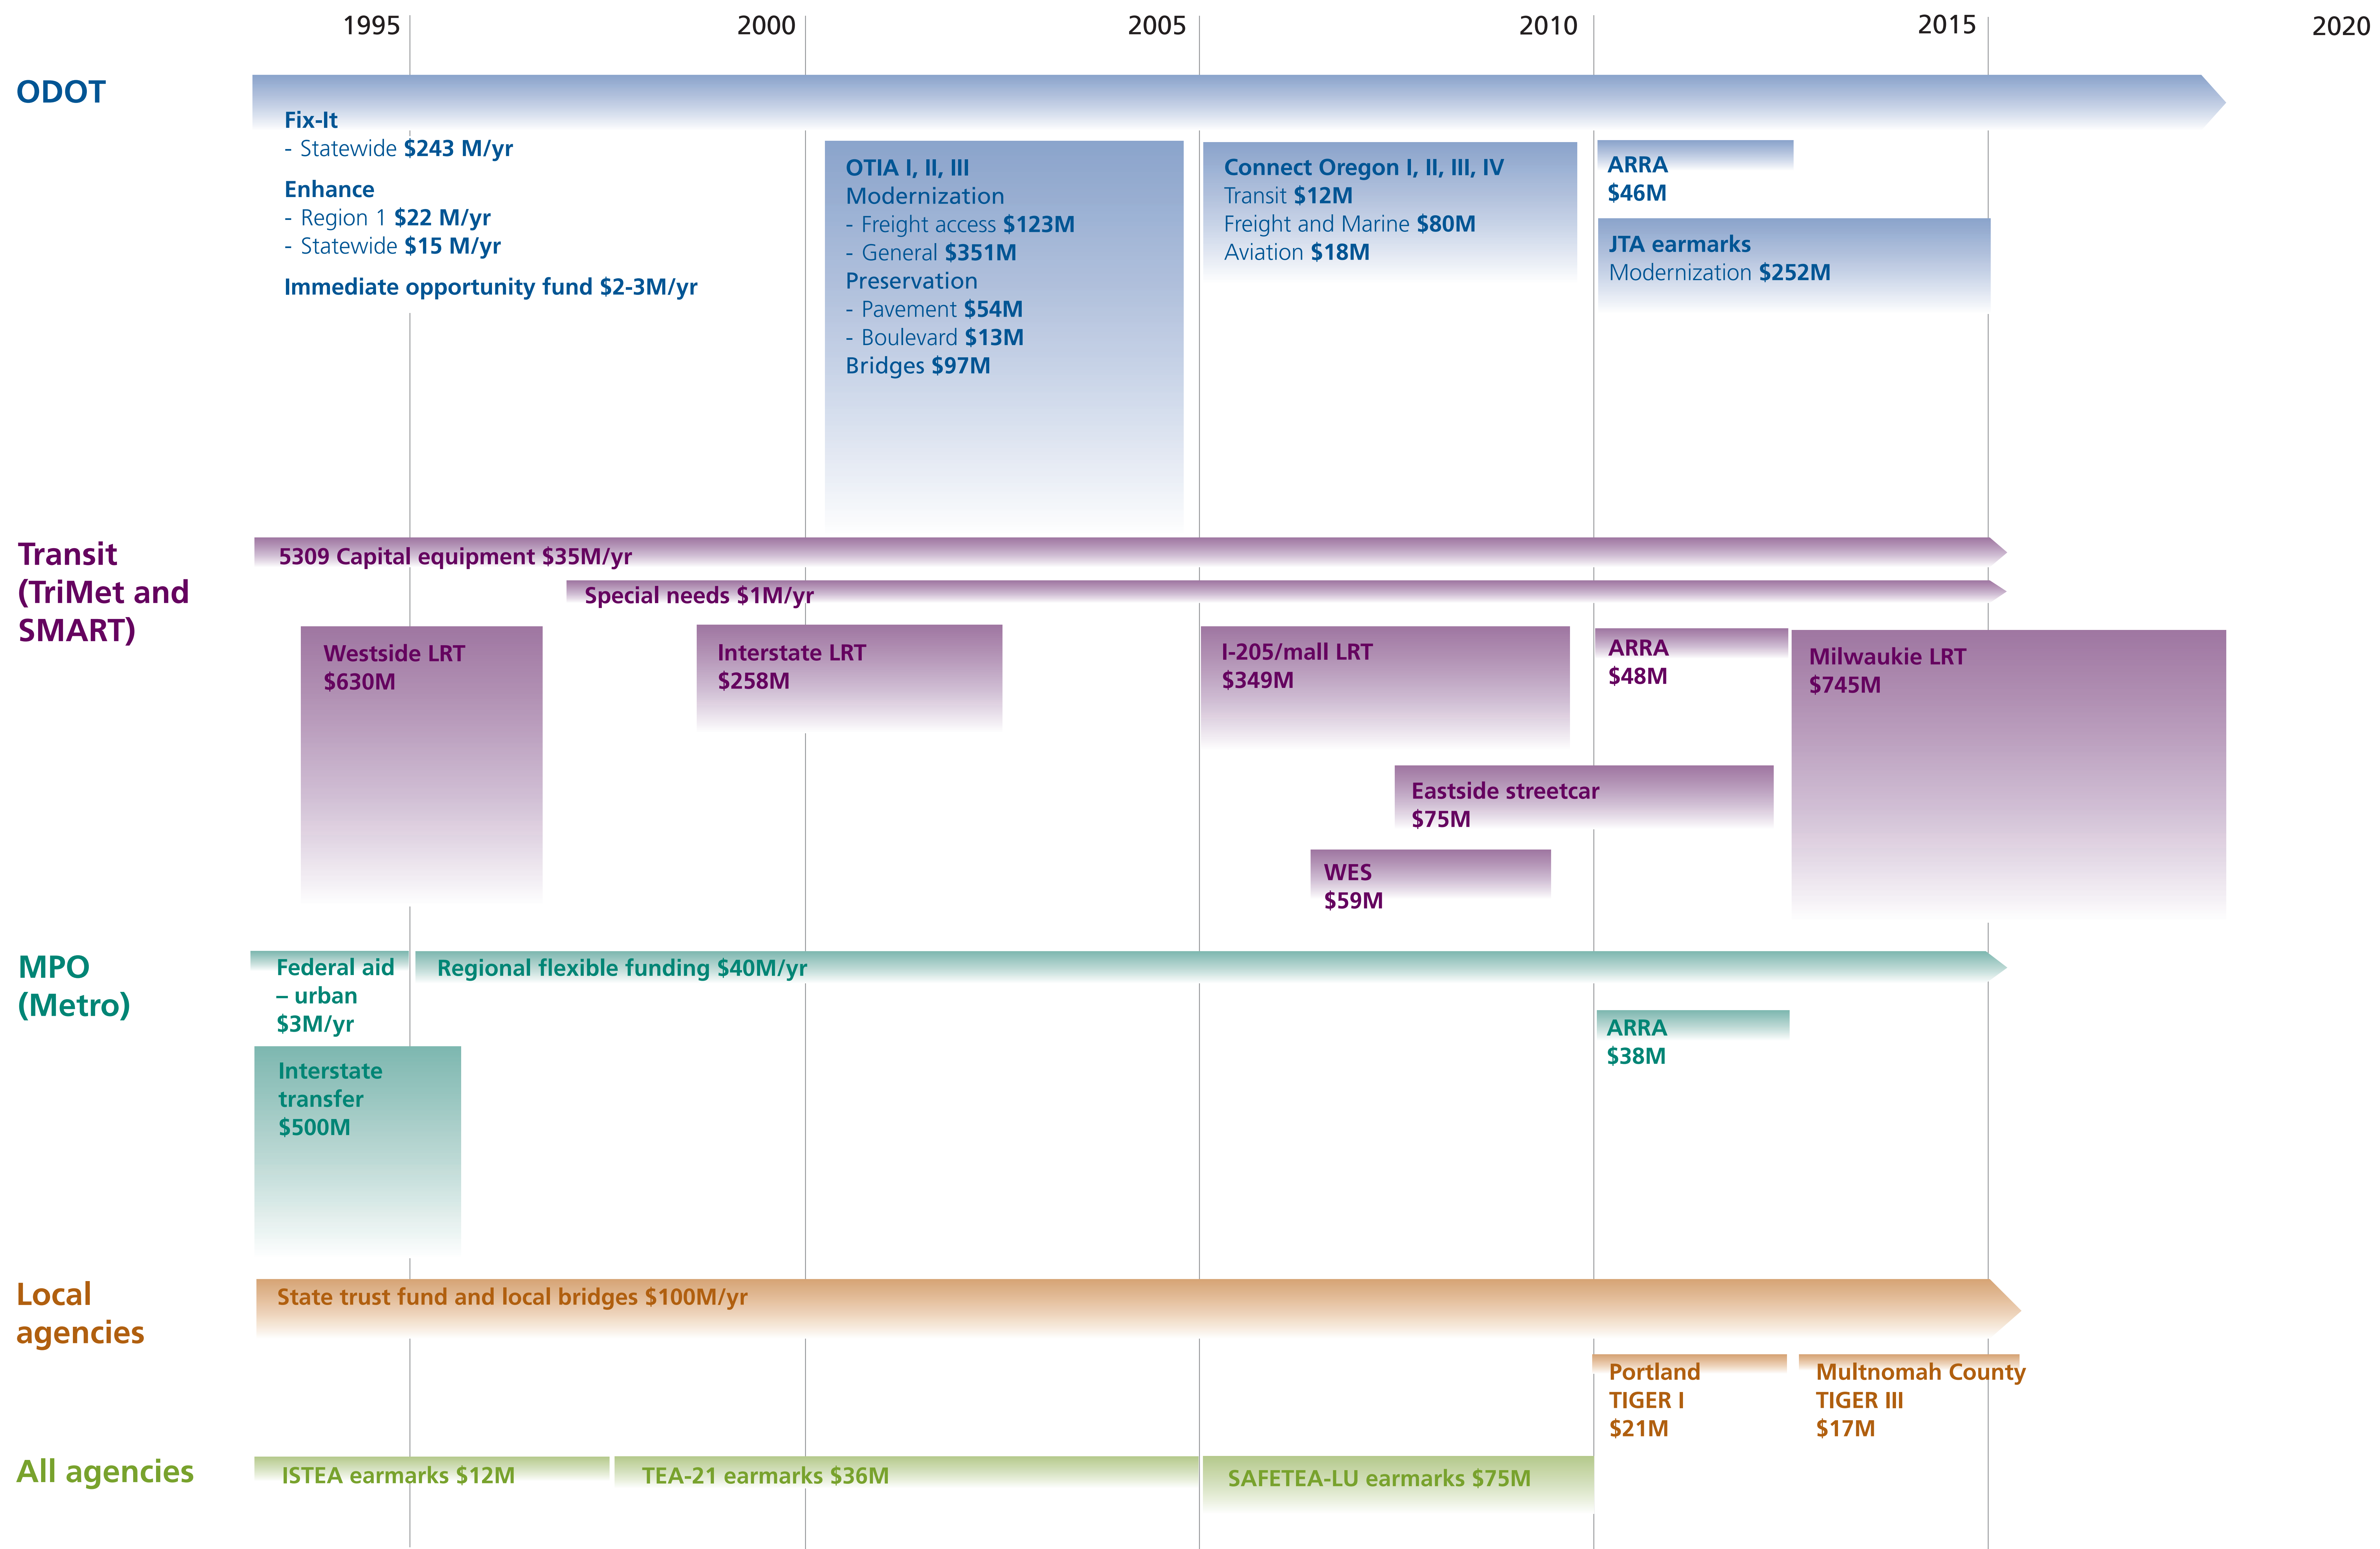 1995
2000
2005
2010
2015
2020
ODOT
Fix-It
- Statewide $243 M/yr
Enhance
- Region 1 $22 M/yr
- Statewide $15 M/yr
Immediate opportunity fund $2-3M/yr
OTIA I, II, III
Modernization
- Freight access $123M
- General $351M
Preservation
- Pavement $54M
- Boulevard $13M
Bridges $97M
Connect Oregon I, II, III, IV
Transit $12M
Freight and Marine $80M
Aviation $18M
ARRA
$46M
JTA earmarks
Modernization $252M
Transit
(TriMet and
SMART)
5309 Capital equipment $35M/yr
Special needs $1M/yr
Westside LRT
$630M
Interstate LRT
$258M
I-205/mall LRT
$349M
ARRA
$48M
Milwaukie LRT
$745M
Eastside streetcar
$75M
WES
$59M
MPO
(Metro)
Federal aid
– urban
$3M/yr
Regional flexible funding $40M/yr
ARRA
$38M
Interstate
transfer
$500M
Local
agencies
State trust fund and local bridges $100M/yr
Portland
TIGER I
$21M
Multnomah County
TIGER III
$17M
All agencies
ISTEA earmarks $12M
TEA-21 earmarks $36M
SAFETEA-LU earmarks $75M